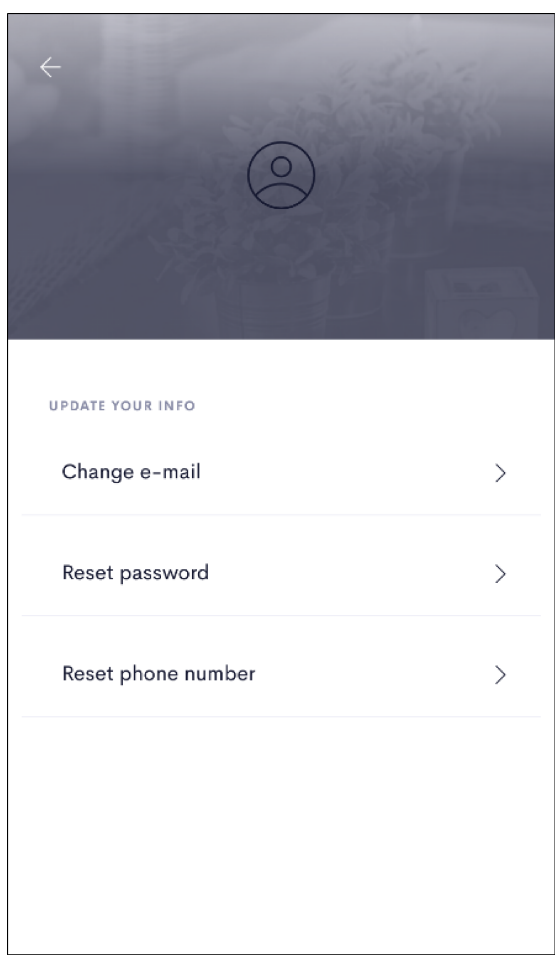 UPDATE YOUR INFO
Change e-mail
Reset password
Reset phone number